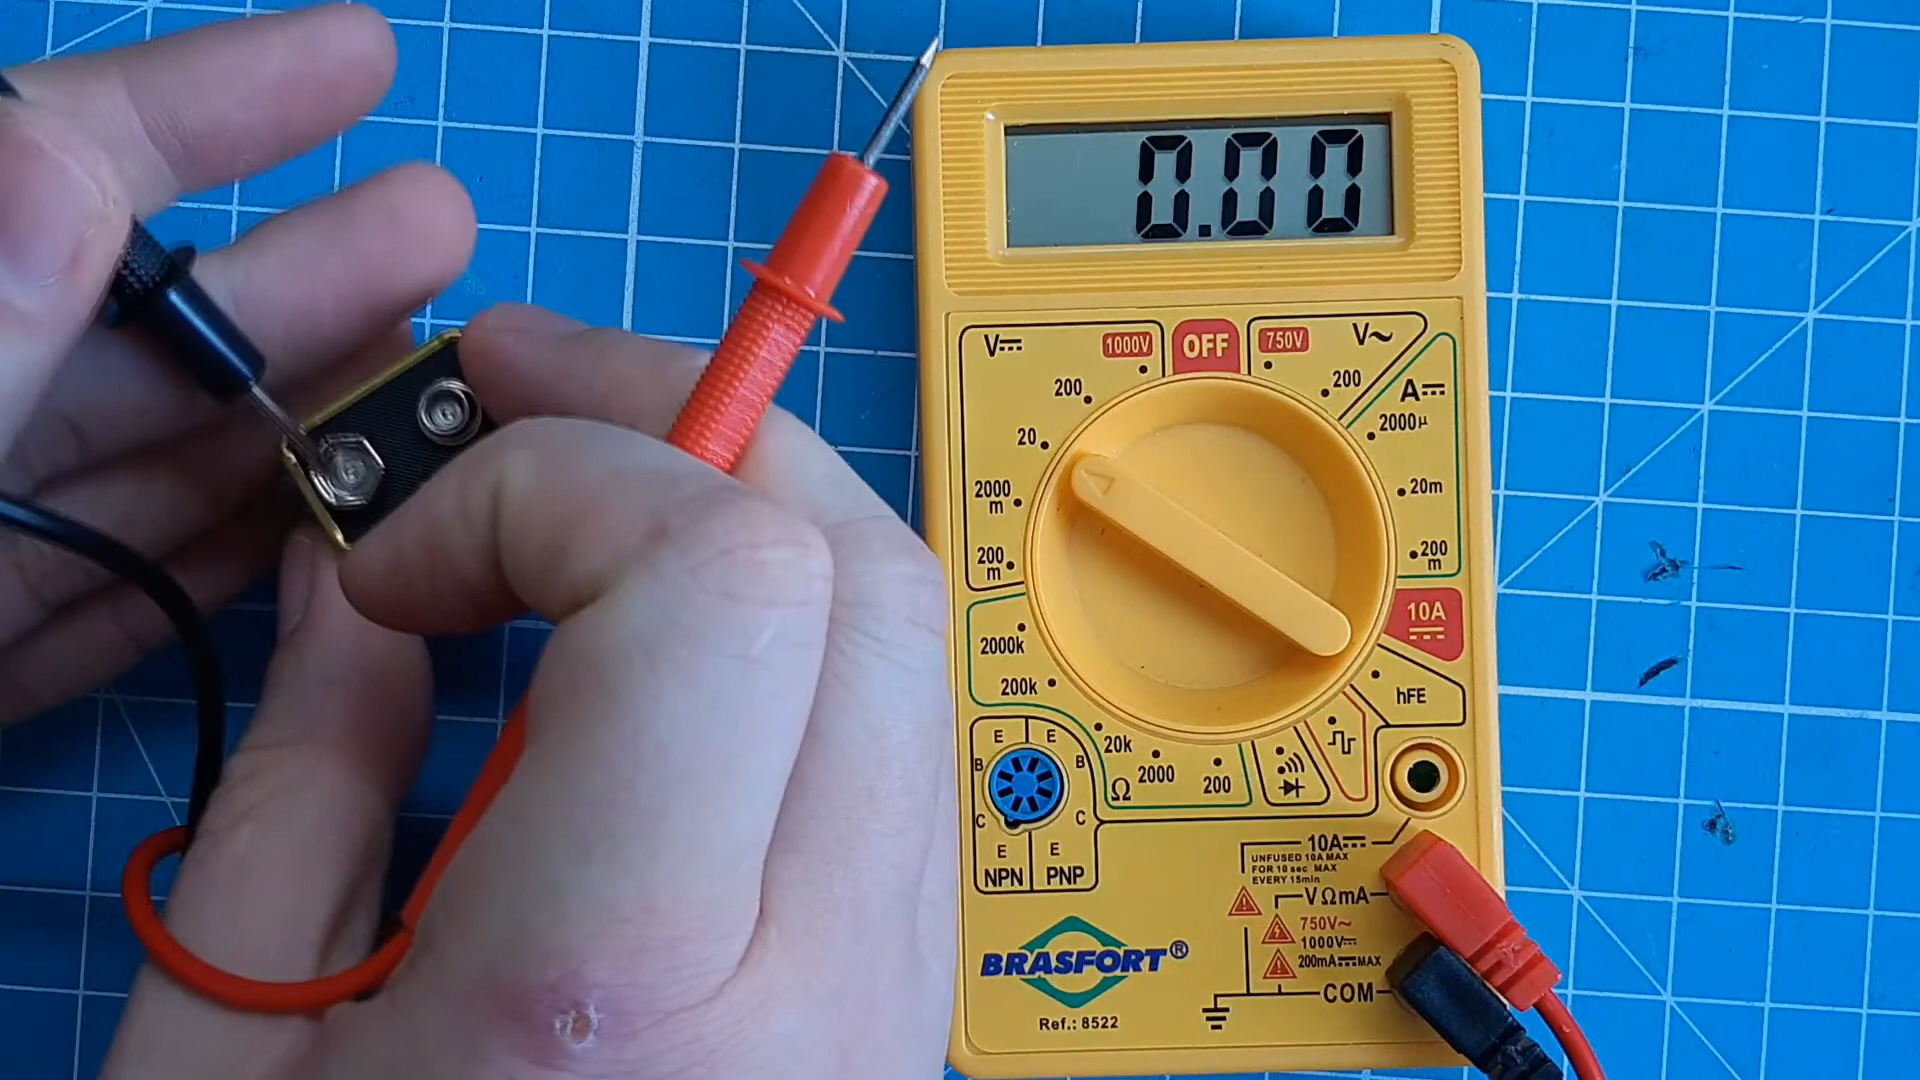 0.00
V⎓
1000V
OFF
750V
V~
200
200
A⎓
20
2000µ
2000
m
20m
200
m
200
m
10A
2000k
200k
hFE
20k
2000
200
Ω
E
E
B
B
C
C
E
E
NPN
PNP
10A⎓
UNFUSED 10A MAX
FOR 10 sec MAX
EVERY 15min
VΩmA
750V~
1000V⎓
200mA⎓MAX
COM
BRASFORT®
Ref.: 8522